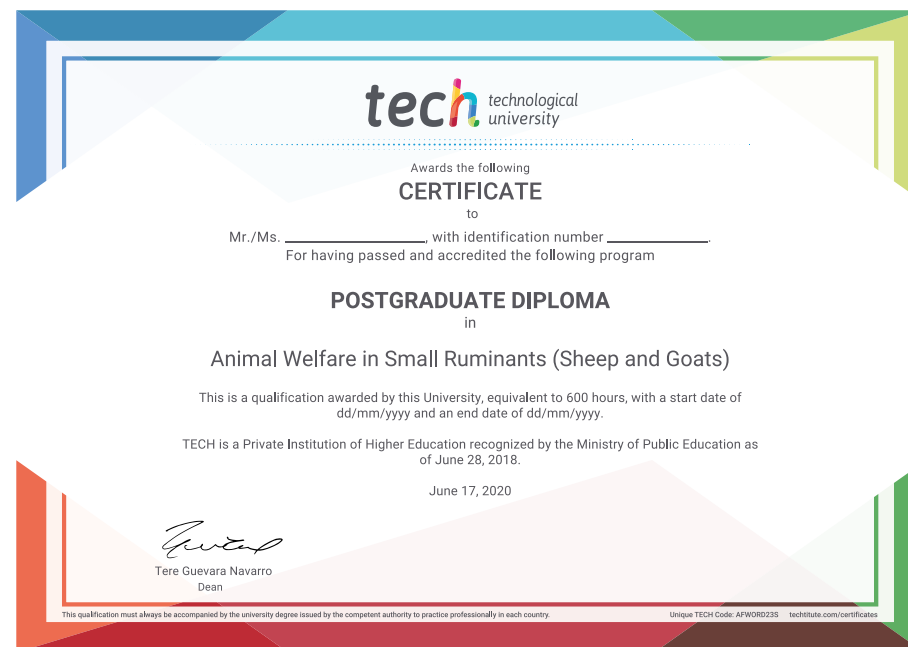 tech technological
university
Awards the following
CERTIFICATE
to
Mr./Ms. ____________________, with identification number ______________.
For having passed and accredited the following program
POSTGRADUATE DIPLOMA
in
Animal Welfare in Small Ruminants (Sheep and Goats)
This is a qualification awarded by this University, equivalent to 600 hours, with a start date of
dd/mm/yyyy and an end date of dd/mm/yyyy.
TECH is a Private Institution of Higher Education recognized by the Ministry of Public Education as
of June 28, 2018.
June 17, 2020
Tere Guevara Navarro
Dean
This qualification must always be accompanied by the university degree issued by the competent authority to practice professionally in each country. Unique TECH Code: AFWORD23S techtitute.com/certificates